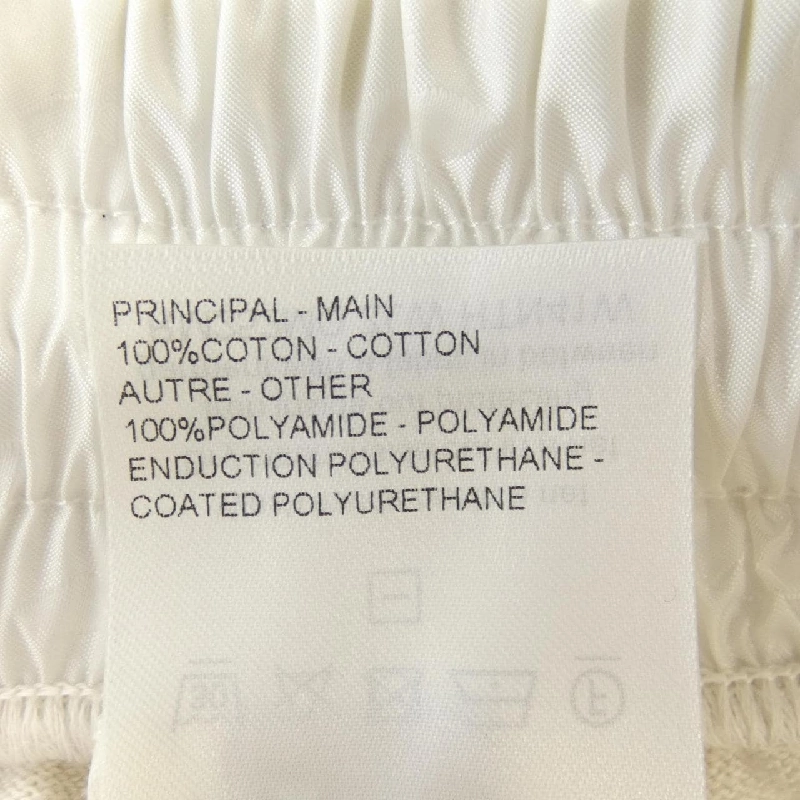 PRINCIPAL - MAIN
100%COTON - COTTON
AUTRE - OTHER
100%POLYAMIDE - POLYAMIDE
ENDUCTION POLYURETHANE -
COATED POLYURETHANE